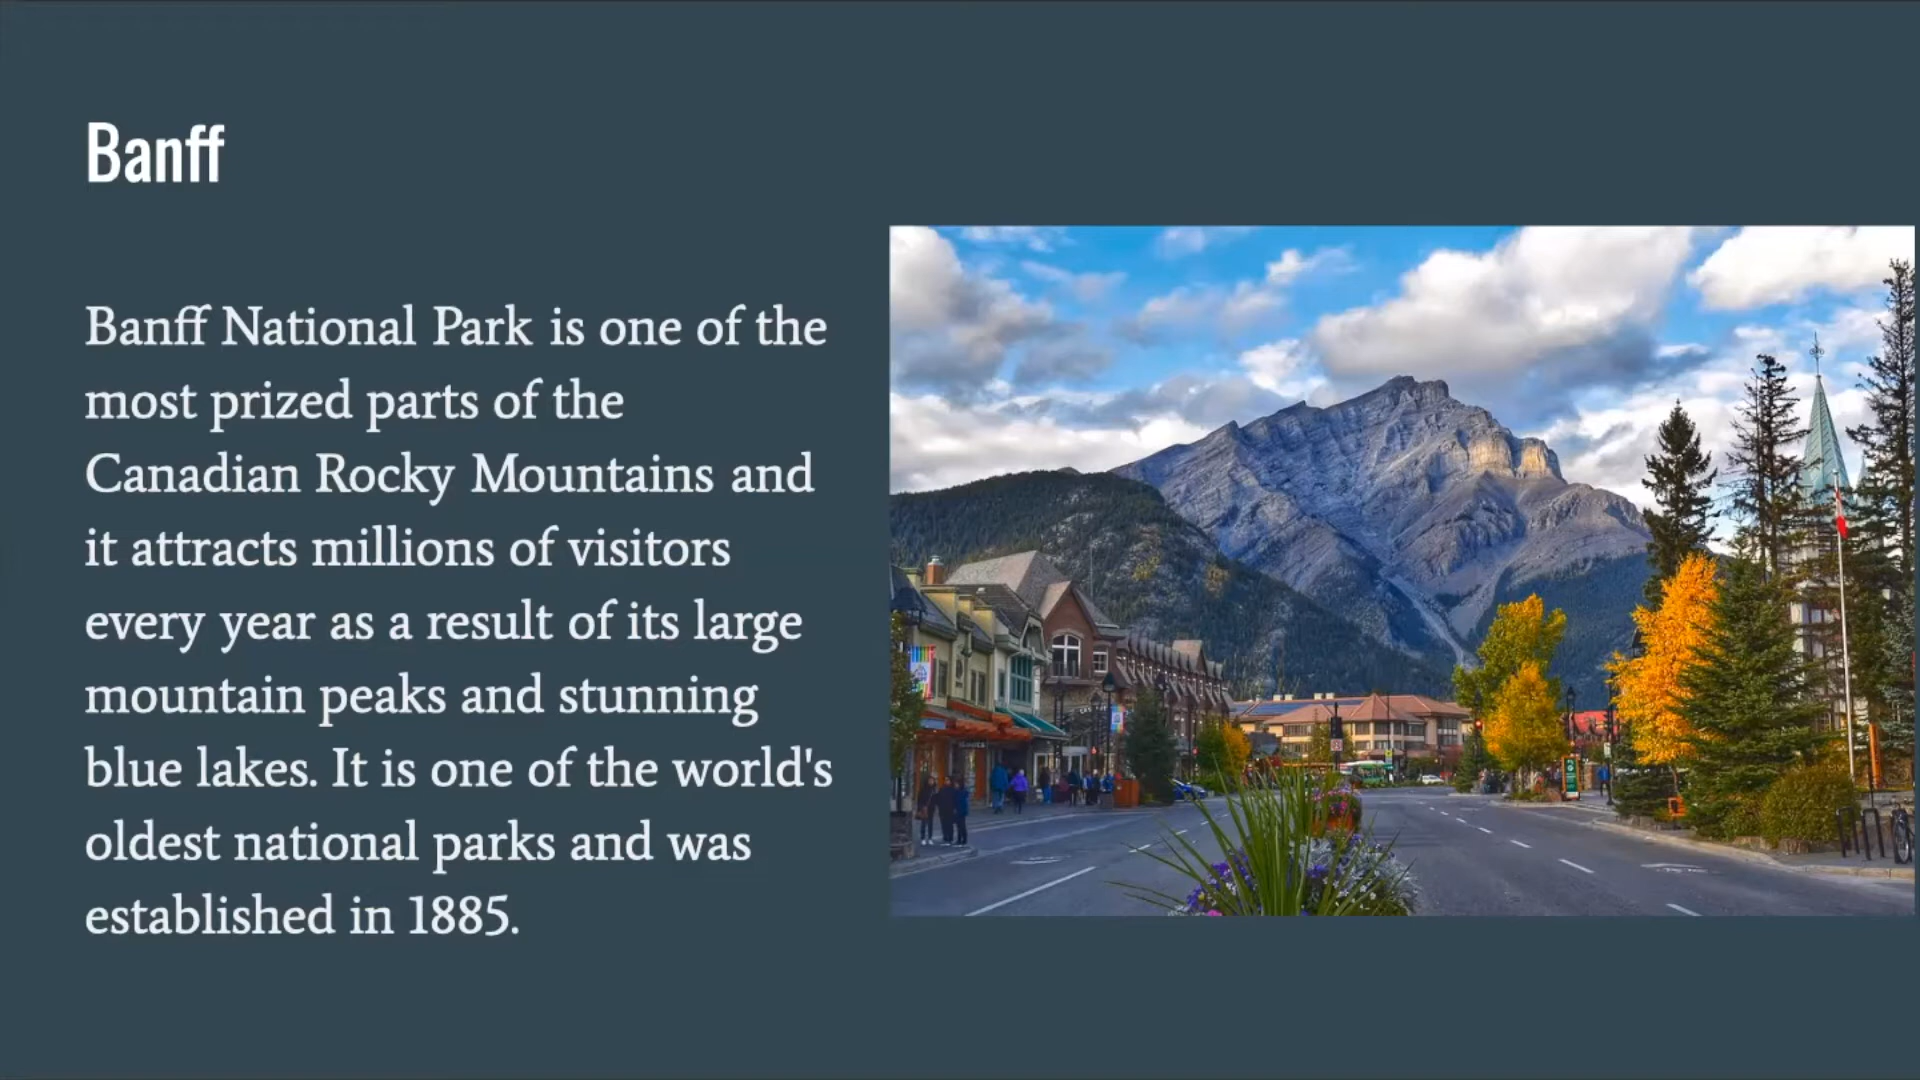 Banff
Banff National Park is one of the
most prized parts of the
Canadian Rocky Mountains and
it attracts millions of visitors
every year as a result of its large
mountain peaks and stunning
blue lakes. It is one of the world's
oldest national parks and was
established in 1885.